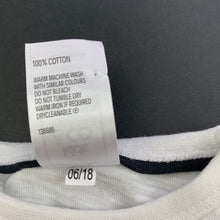 100% COTTON
WARM MACHINE WASH
WITH SIMILAR COLOURS
DO NOT BLEACH
DO NOT TUMBLE DRY
WARM IRON IF REQUIRED
DRYCLEANABLE
138686
06/18